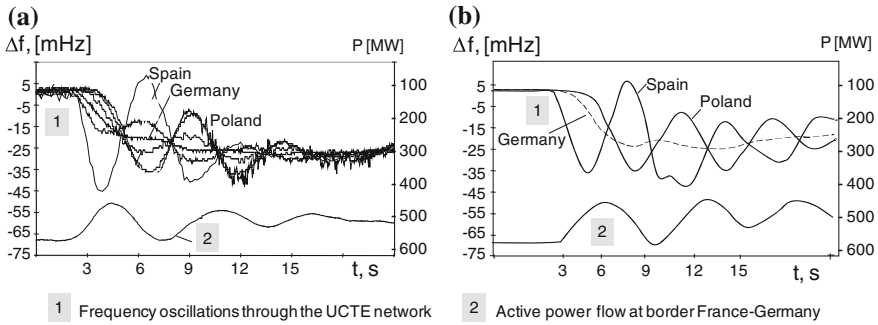 (a)
Δf, [mHz]
P [MW]
5
-5
-15
-25
-35
-45
-55
-65
-75
100
200
300
400
500
600
Spain
Germany
Poland
1
2
3 6 9 12 15
t, s
(b)
Δf, [mHz]
P [MW]
5
-5
-15
-25
-35
-45
-55
-65
-75
100
200
300
400
500
600
Spain
Poland
Germany
1
2
3 6 9 12 15
t, s
1 Frequency oscillations through the UCTE network
2 Active power flow at border France-Germany